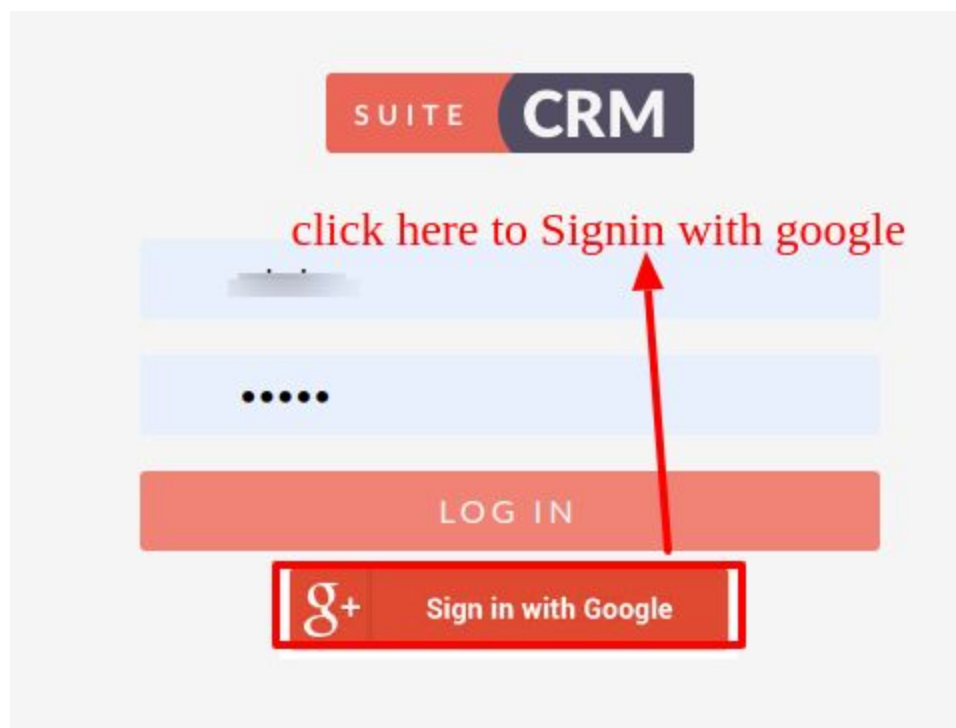 SUITE CRM
click here to Signin with google
•••••
LOG IN
g+ Sign in with Google